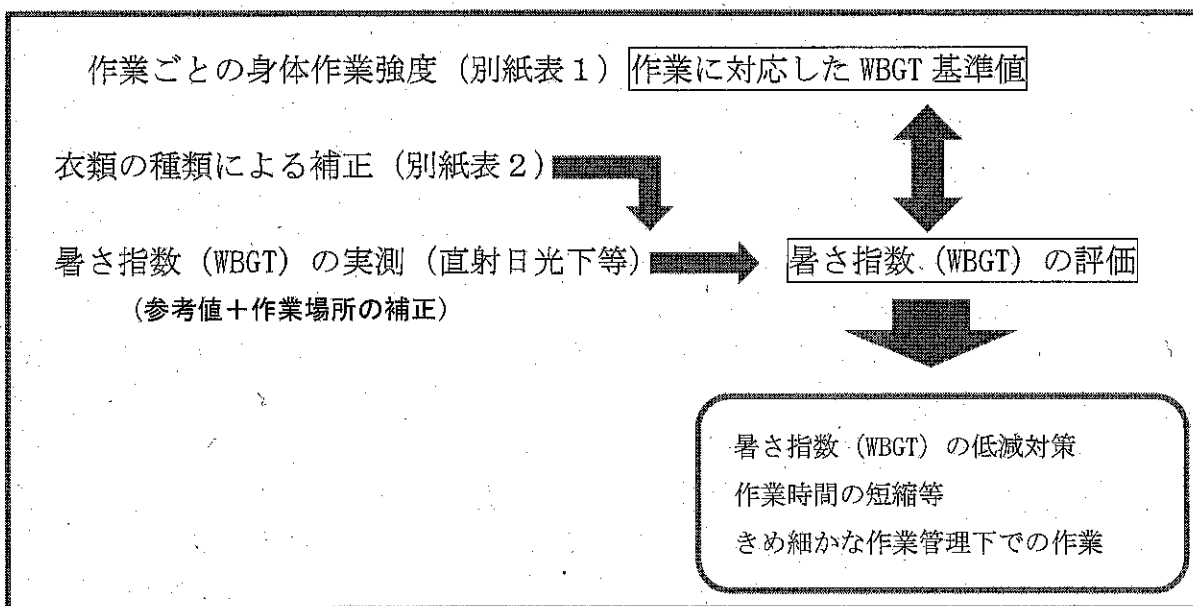 作業ごとの身体作業強度(別紙表1) 作業に対応した WBGT 基準値
衣類の種類による補正(別紙表2)
暑さ指数(WBGT)の実測(直射日光下等) 暑さ指数(WBGT)の評価
(参考値+作業場所の補正)
暑さ指数(WBGT)の低減対策
作業時間の短縮等
きめ細かな作業管理下での作業